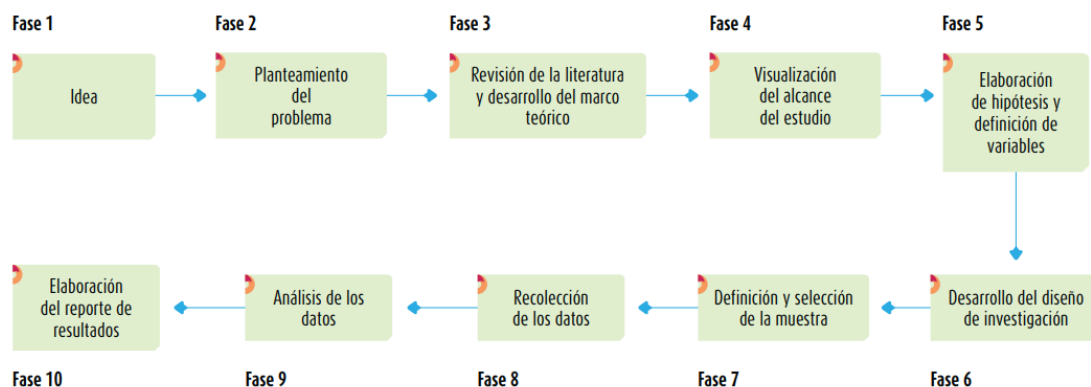 Fase 1
Idea
Fase 2
Planteamiento
del
problema
Fase 3
Revisión de la literatura
y desarrollo del marco
teórico
Fase 4
Visualización
del alcance
del estudio
Fase 5
Elaboración
de hipótesis y
definición de
variables
Desarrollo del diseño
de investigación
Fase 6
Definición y selección
de la muestra
Fase 7
Recolección
de los datos
Fase 8
Análisis de los
datos
Fase 9
Elaboración
del reporte de
resultados
Fase 10